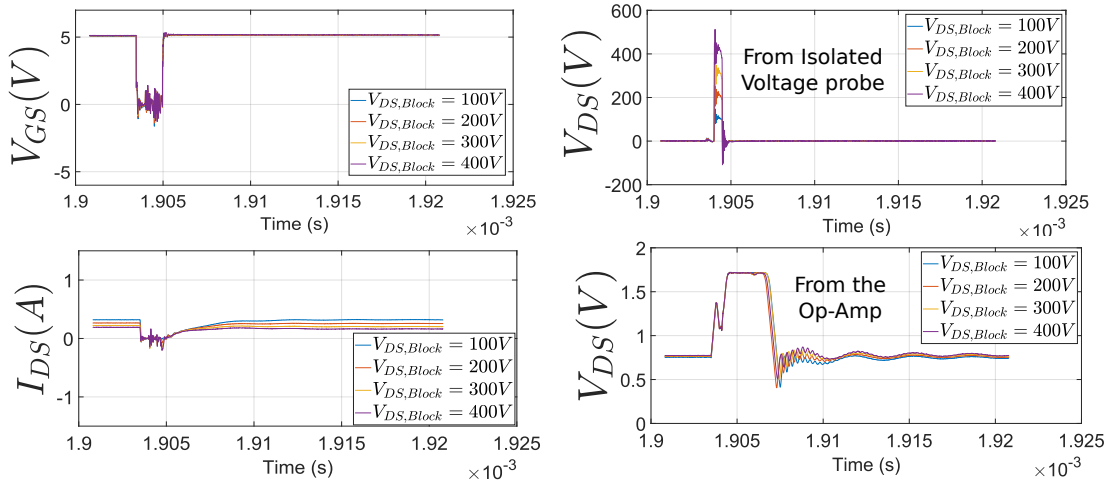 V_GS(V)
5
0
-5
V_DS,Block = 100V
V_DS,Block = 200V
V_DS,Block = 300V
V_DS,Block = 400V
1.9
1.905
1.91
1.915
1.92
1.925
Time (s)
×10^-3
V_DS(V)
600
400
200
0
-200
From Isolated
Voltage probe
V_DS,Block = 100V
V_DS,Block = 200V
V_DS,Block = 300V
V_DS,Block = 400V
1.9
1.905
1.91
1.915
1.92
1.925
Time (s)
×10^-3
I_DS(A)
1
0
-1
V_DS,Block = 100V
V_DS,Block = 200V
V_DS,Block = 300V
V_DS,Block = 400V
1.9
1.905
1.91
1.915
1.92
1.925
Time (s)
×10^-3
V_DS(V)
2
1.5
1
0.5
0
From the
Op-Amp
V_DS,Block = 100V
V_DS,Block = 200V
V_DS,Block = 300V
V_DS,Block = 400V
1.9
1.905
1.91
1.915
1.92
1.925
Time (s)
×10^-3